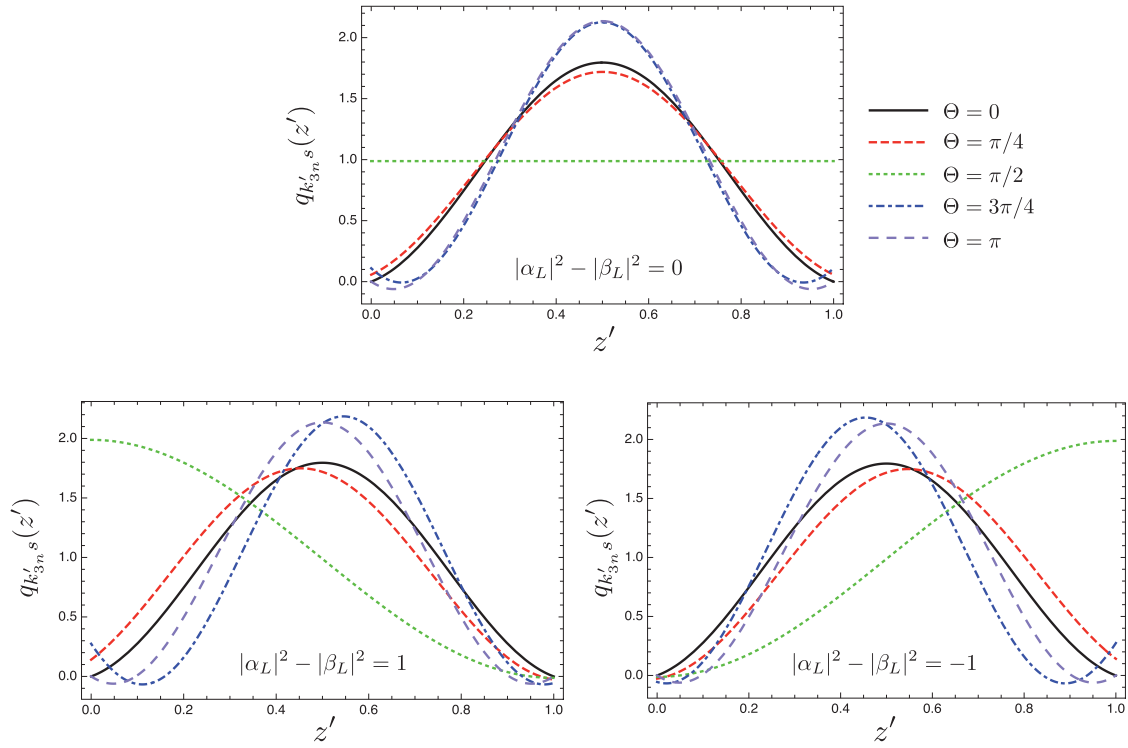 2.0
1.5
1.0
0.5
0.0
q_{k'_{3n} s}(z')
|α_L|² − |β_L|² = 0
0.0 0.2 0.4 0.6 0.8 1.0
z′
Θ = 0
Θ = π/4
Θ = π/2
Θ = 3π/4
Θ = π
2.0
1.5
1.0
0.5
0.0
q_{k'_{3n} s}(z')
|α_L|² − |β_L|² = 1
0.0 0.2 0.4 0.6 0.8 1.0
z′
2.0
1.5
1.0
0.5
0.0
q_{k'_{3n} s}(z')
|α_L|² − |β_L|² = −1
0.0 0.2 0.4 0.6 0.8 1.0
z′